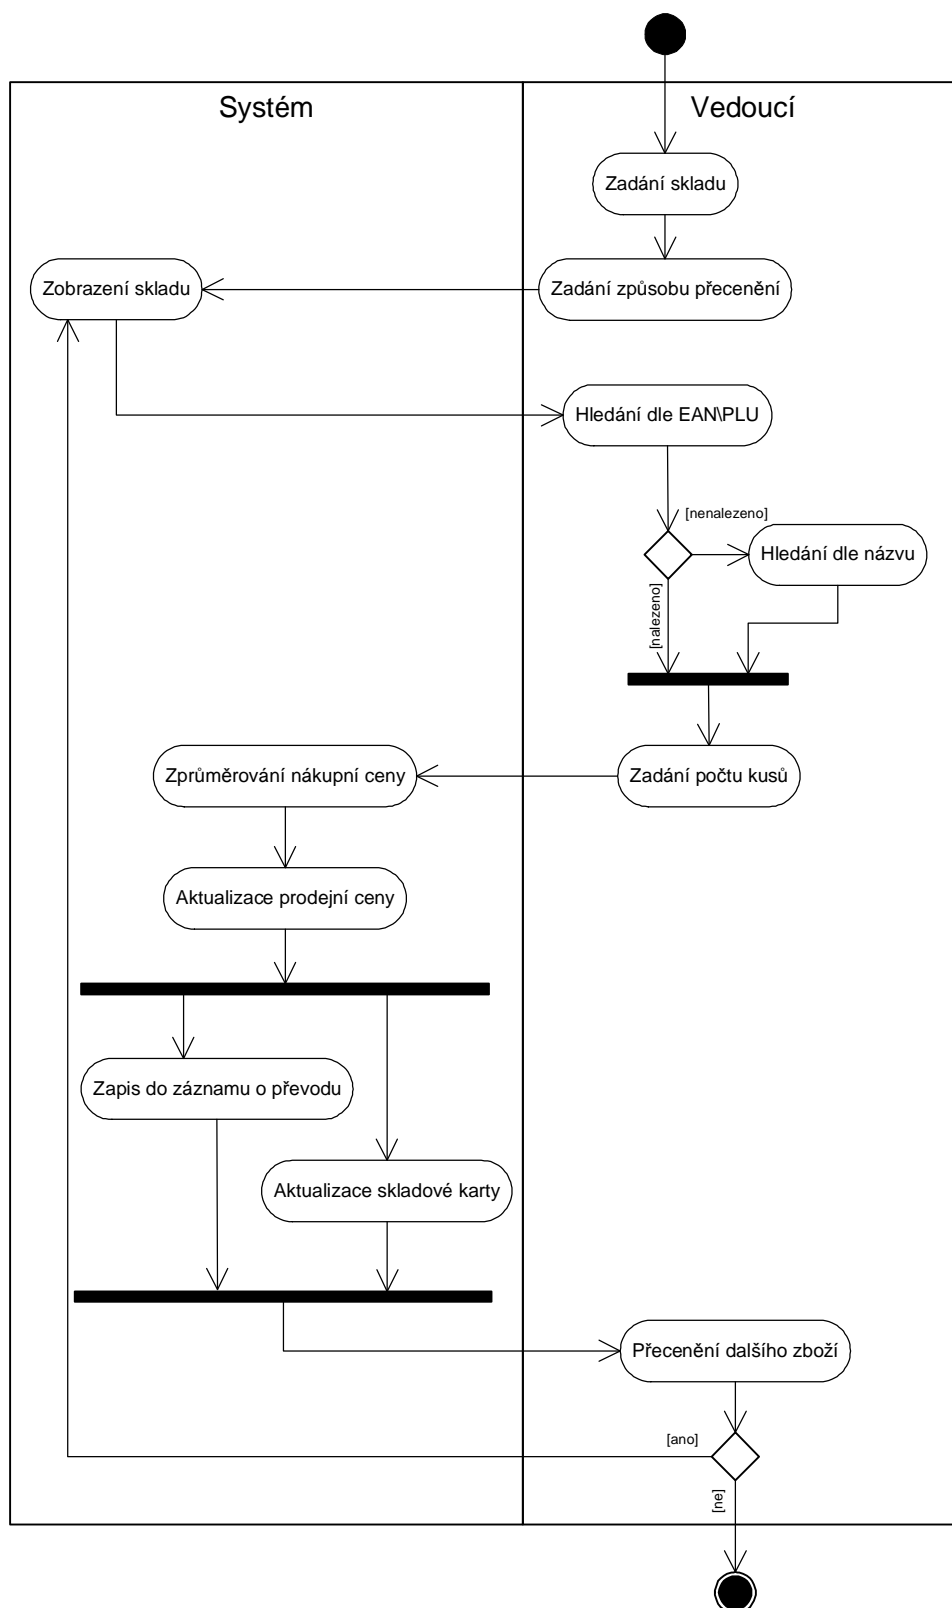 Systém
Vedoucí
Zadání skladu
Zadání způsobu přecenění
Zobrazení skladu
Hledání dle EAN\PLU
[nenalezeno]
Hledání dle názvu
[nalezeno]
Zadání počtu kusů
Zprůměrování nákupní ceny
Aktualizace prodejní ceny
Zapis do záznamu o převodu
Aktualizace skladové karty
Přecenění dalšího zboží
[ano]
[ne]